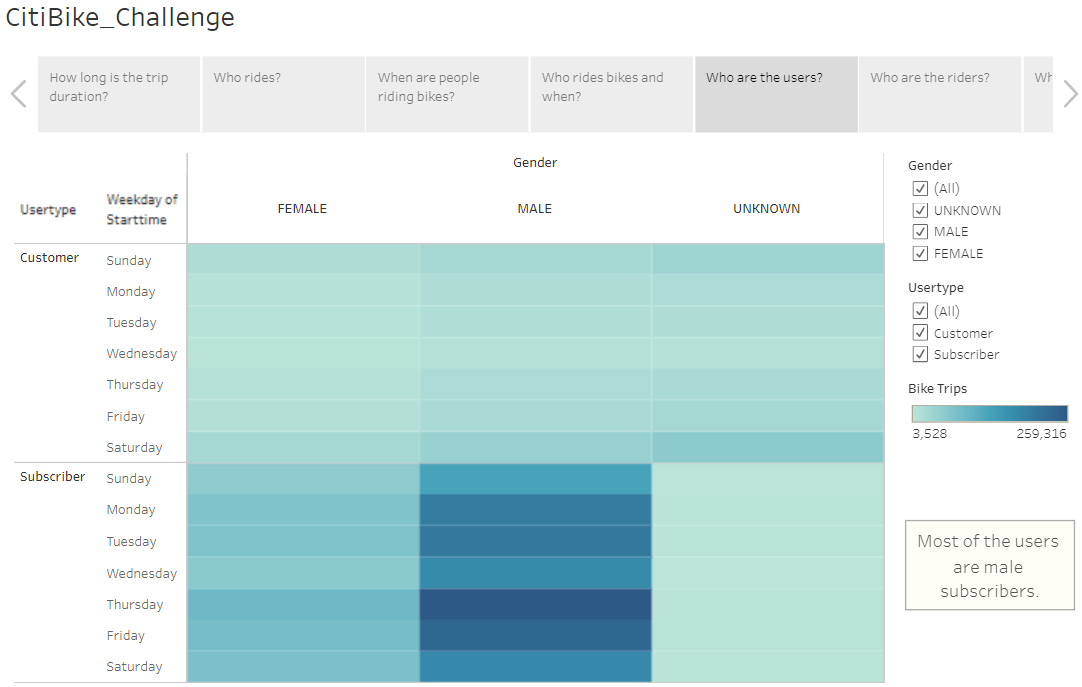 CitiBike_Challenge
How long is the trip
duration?
Who rides?
When are people
riding bikes?
Who rides bikes and
when?
Who are the users?
Who are the riders?
Gender
Usertype
Weekday of
Starttime
FEMALE
MALE
UNKNOWN
Customer
Sunday
Monday
Tuesday
Wednesday
Thursday
Friday
Saturday
Subscriber
Sunday
Monday
Tuesday
Wednesday
Thursday
Friday
Saturday
Gender
(All)
UNKNOWN
MALE
FEMALE
Usertype
(All)
Customer
Subscriber
Bike Trips
3,528 259,316
Most of the users
are male
subscribers.